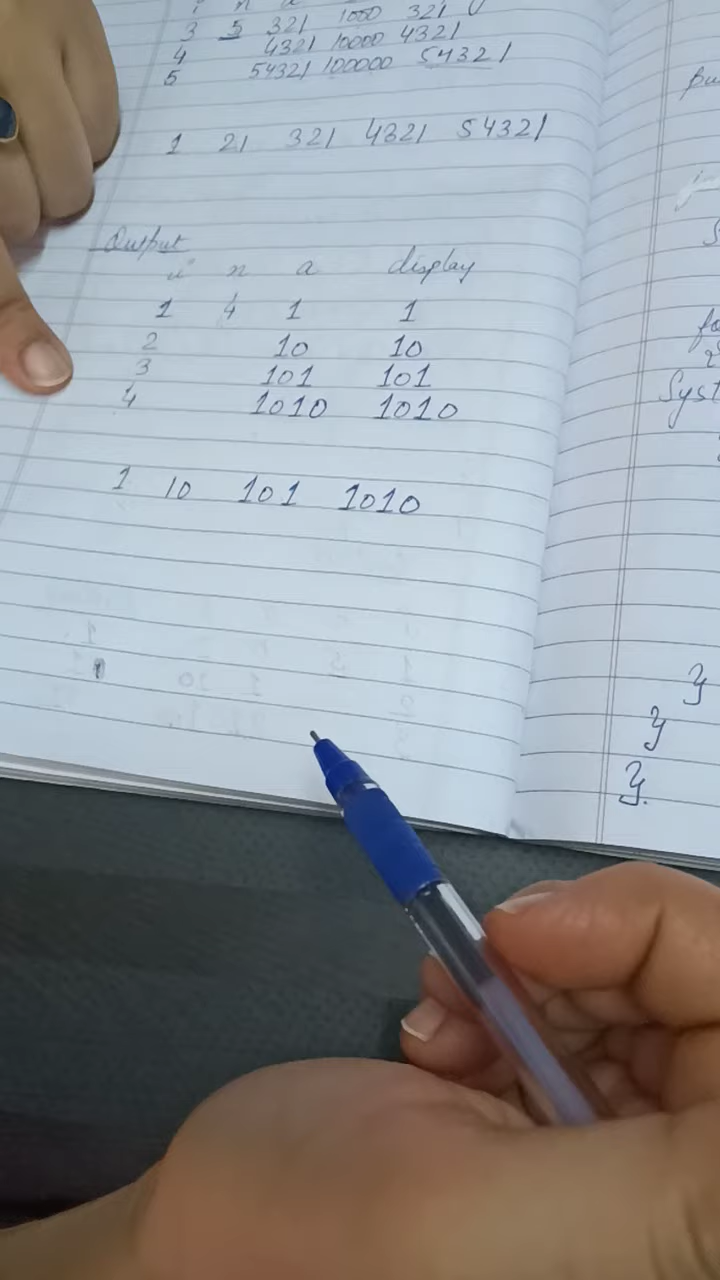 3 5 321 1000 321
4 4321 10000 4321
5 54321 100000 54321
1 21 321 4321 54321
Output
i n a display
1 4 1 1
2 10 10
3 101 101
4 1010 1010
1 10 101 1010
}
}
}.